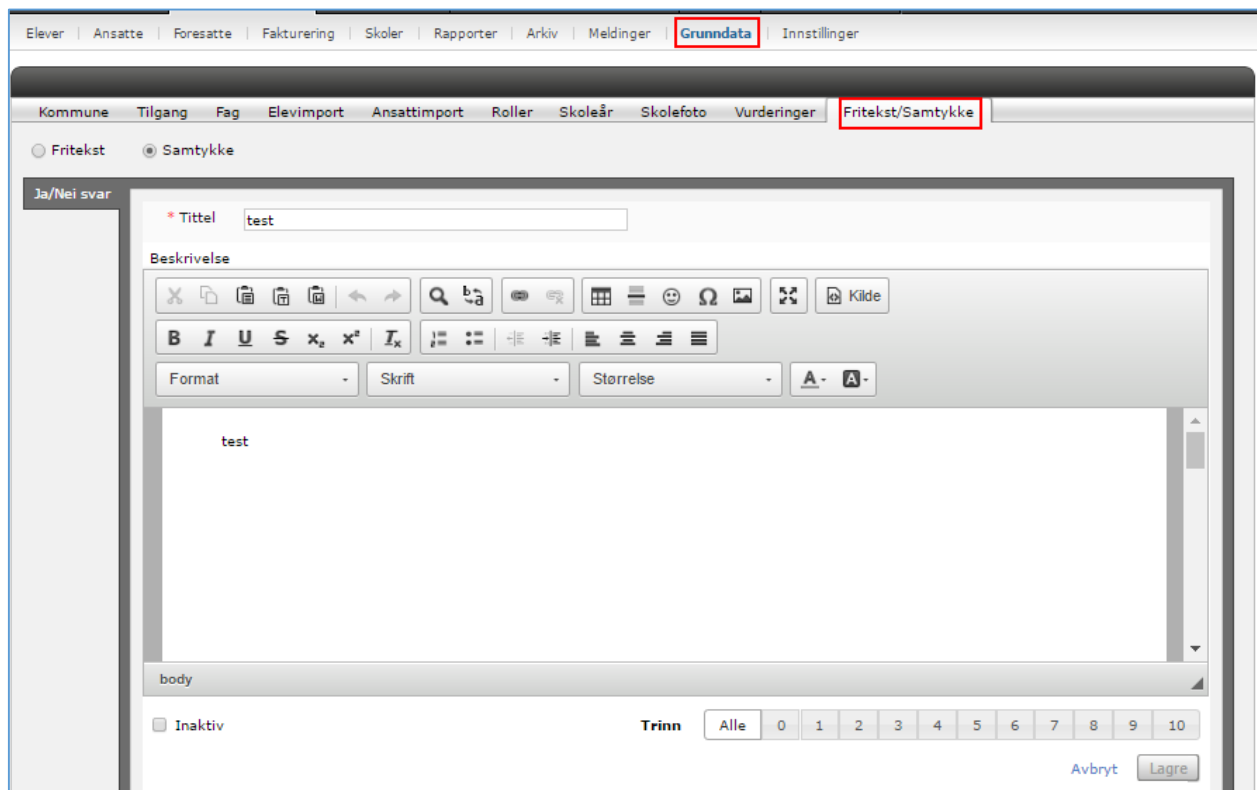 Elever | Ansatte | Foresatte | Fakturering | Skoler | Rapporter | Arkiv | Meldinger | Grunndata | Innstillinger
Kommune Tilgang Fag Elevimport Ansattimport Roller Skoleår Skolefoto Vurderinger Fritekst/Samtykke
Fritekst Samtykke
Ja/Nei svar
* Tittel test
Beskrivelse
Kilde
Format Skrift Størrelse
test
body
Inaktiv Trinn Alle 0 1 2 3 4 5 6 7 8 9 10
Avbryt Lagre